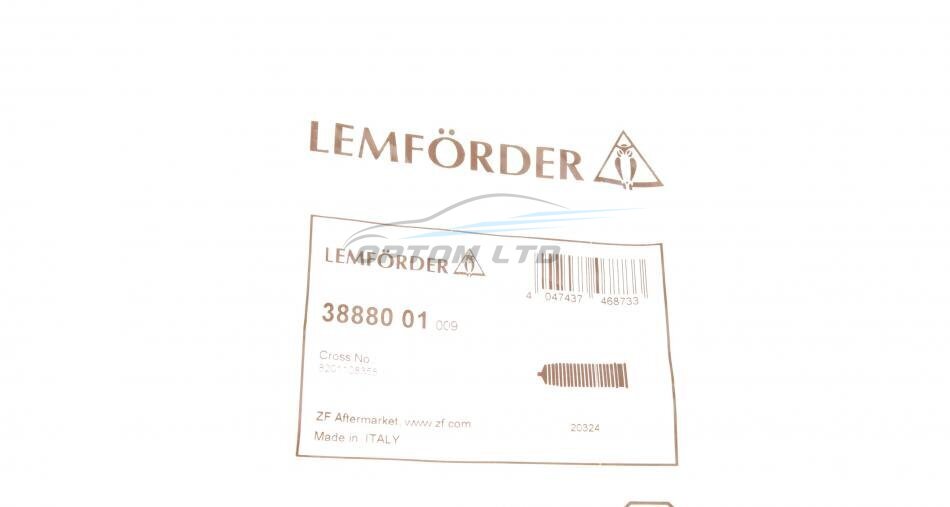 LEMFÖRDER
LEMFÖRDER
38880 01 009
4 047437 468733
Cross No
ZF Aftermarket, www.zf.com
Made in ITALY
20324